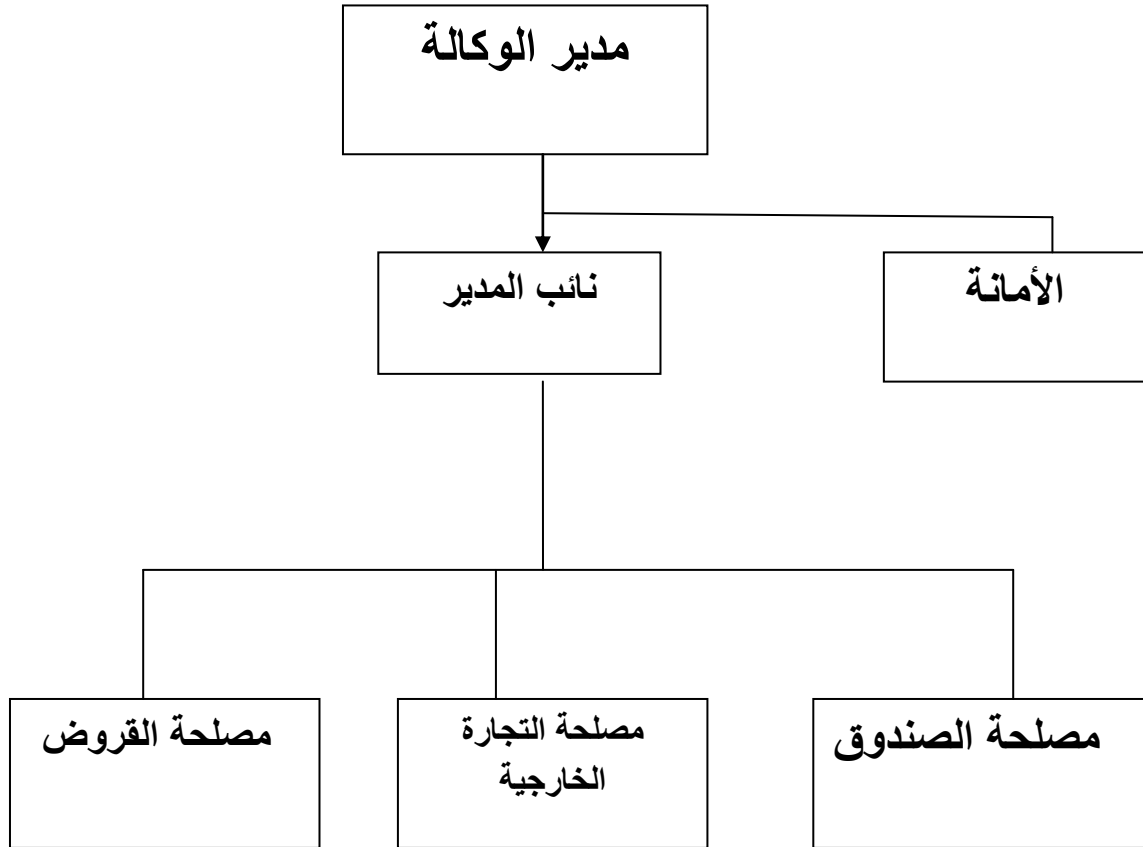 مدير الوكالة
الأمانة
نائب المدير
مصلحة الصندوق
مصلحة التجارة
الخارجية
مصلحة القروض